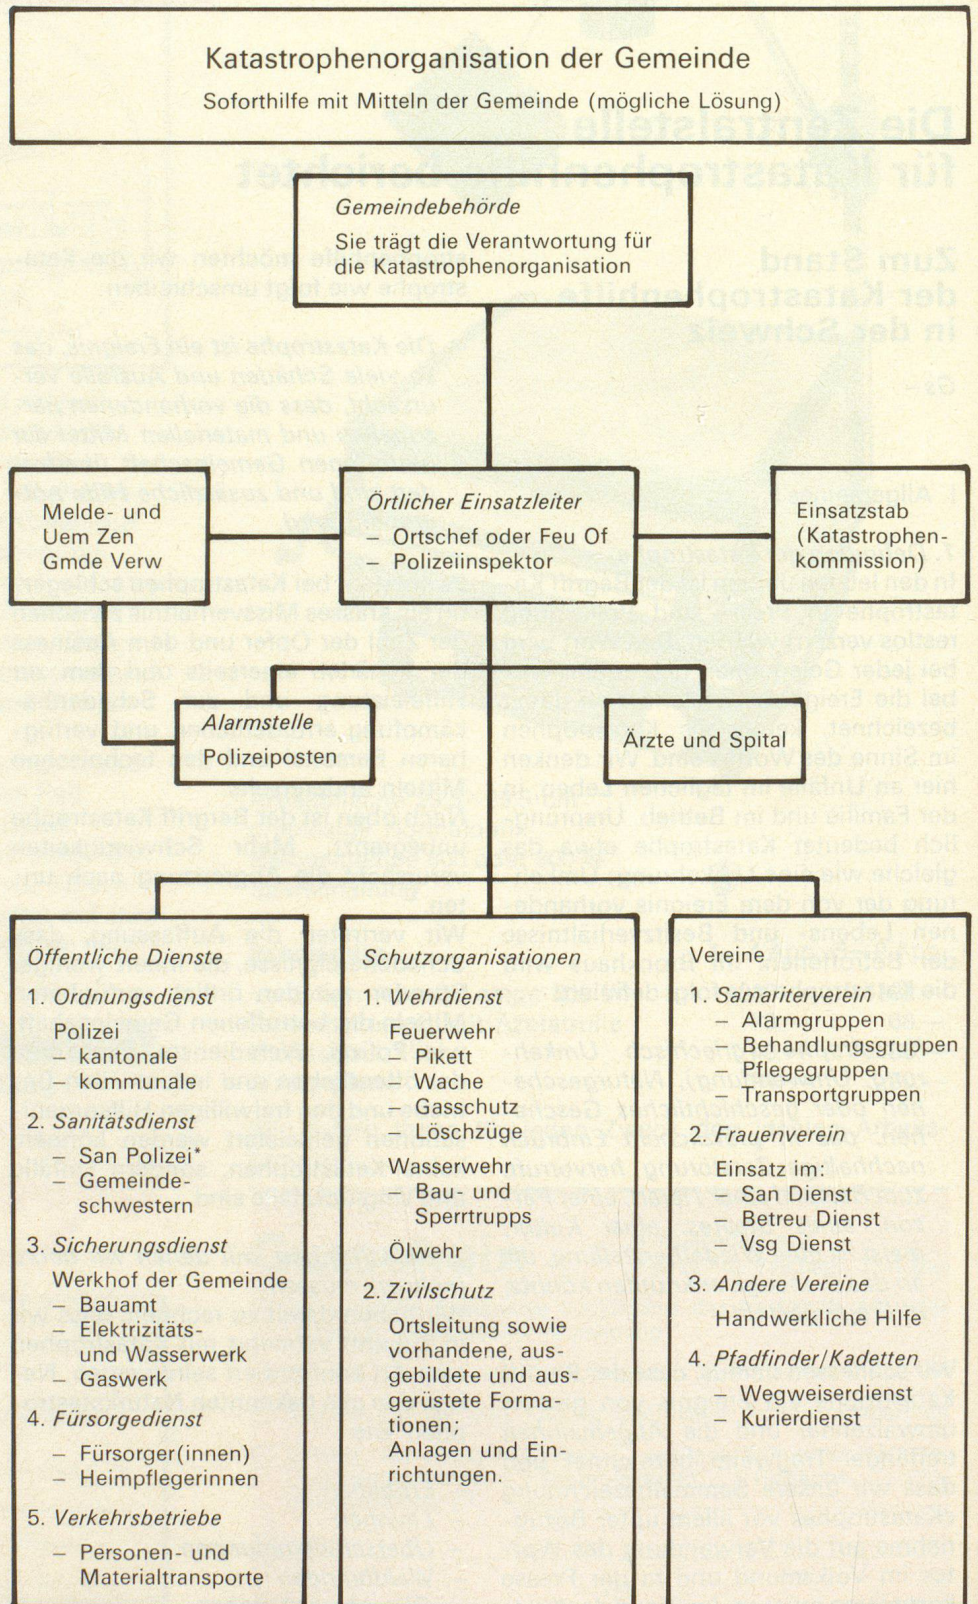 Katastrophenorganisation der Gemeinde
Soforthilfe mit Mitteln der Gemeinde (mögliche Lösung)
Gemeindebehörde
Sie trägt die Verantwortung für
die Katastrophenorganisation
Melde- und
Uem Zen
Gmde Verw
Örtlicher Einsatzleiter
– Ortschef oder Feu Of
– Polizeiinspektor
Einsatzstab
(Katastrophen-
kommission)
Alarmstelle
Polizeiposten
Ärzte und Spital
Öffentliche Dienste
1. Ordnungsdienst
Polizei
– kantonale
– kommunale
2. Sanitätsdienst
– San Polizei*
– Gemeinde-
schwestern
3. Sicherungsdienst
Werkhof der Gemeinde
– Bauamt
– Elektrizitäts-
und Wasserwerk
– Gaswerk
4. Fürsorgedienst
– Fürsorger(innen)
– Heimpflegerinnen
5. Verkehrsbetriebe
– Personen- und
Materialtransporte
Schutzorganisationen
1. Wehrdienst
Feuerwehr
– Pikett
– Wache
– Gasschutz
– Löschzüge
Wasserwehr
– Bau- und
Sperrtrupps
Ölwehr
2. Zivilschutz
Ortsleitung sowie
vorhandene, aus-
gebildete und aus-
gerüstete Forma-
tionen;
Anlagen und Ein-
richtungen.
Vereine
1. Samariterverein
– Alarmgruppen
– Behandlungsgruppen
– Pflegegruppen
– Transportgruppen
2. Frauenverein
Einsatz im:
– San Dienst
– Betreu Dienst
– Vsg Dienst
3. Andere Vereine
Handwerkliche Hilfe
4. Pfadfinder/Kadetten
– Wegweiserdienst
– Kurierdienst